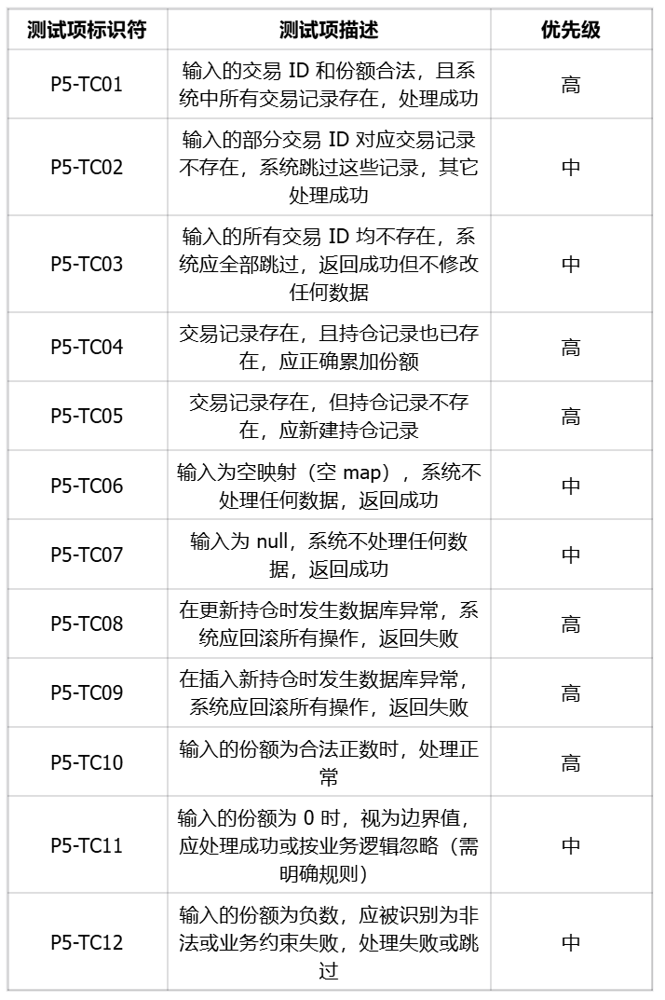 测试项标识符 测试项描述 优先级
P5-TC01 输入的交易 ID 和份额合法，且系 高
统中所有交易记录存在，处理成功
P5-TC02 输入的部分交易 ID 对应交易记录 中
不存在，系统跳过这些记录，其它
处理成功
P5-TC03 输入的所有交易 ID 均不存在，系 中
统应全部跳过，返回成功但不修改
任何数据
P5-TC04 交易记录存在，且持仓记录也已存 高
在，应正确累加份额
P5-TC05 交易记录存在，但持仓记录不存 高
在，应新建持仓记录
P5-TC06 输入为空映射（空 map），系统不 中
处理任何数据，返回成功
P5-TC07 输入为 null，系统不处理任何数 中
据，返回成功
P5-TC08 在更新持仓时发生数据库异常，系 高
统应回滚所有操作，返回失败
P5-TC09 在插入新持仓时发生数据库异常， 高
系统应回滚所有操作，返回失败
P5-TC10 输入的份额为合法正数时，处理正 高
常
P5-TC11 输入的份额为 0 时，视为边界值， 中
应处理成功或按业务逻辑忽略（需
明确规则）
P5-TC12 输入的份额为负数，应被识别为非 中
法或业务约束失败，处理失败或跳
过